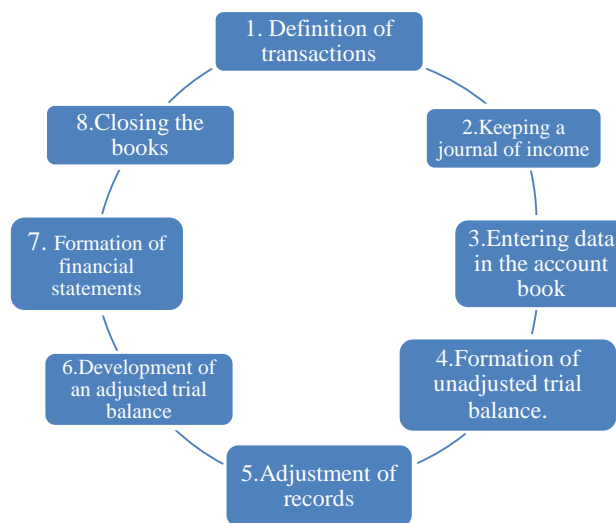 1. Definition of
transactions
2.Keeping a
journal of income
3.Entering data
in the account
book
4.Formation of
unadjusted trial
balance.
5.Adjustment of
records
6.Development of
an adjusted trial
balance
7. Formation of
financial
statements
8.Closing the
books